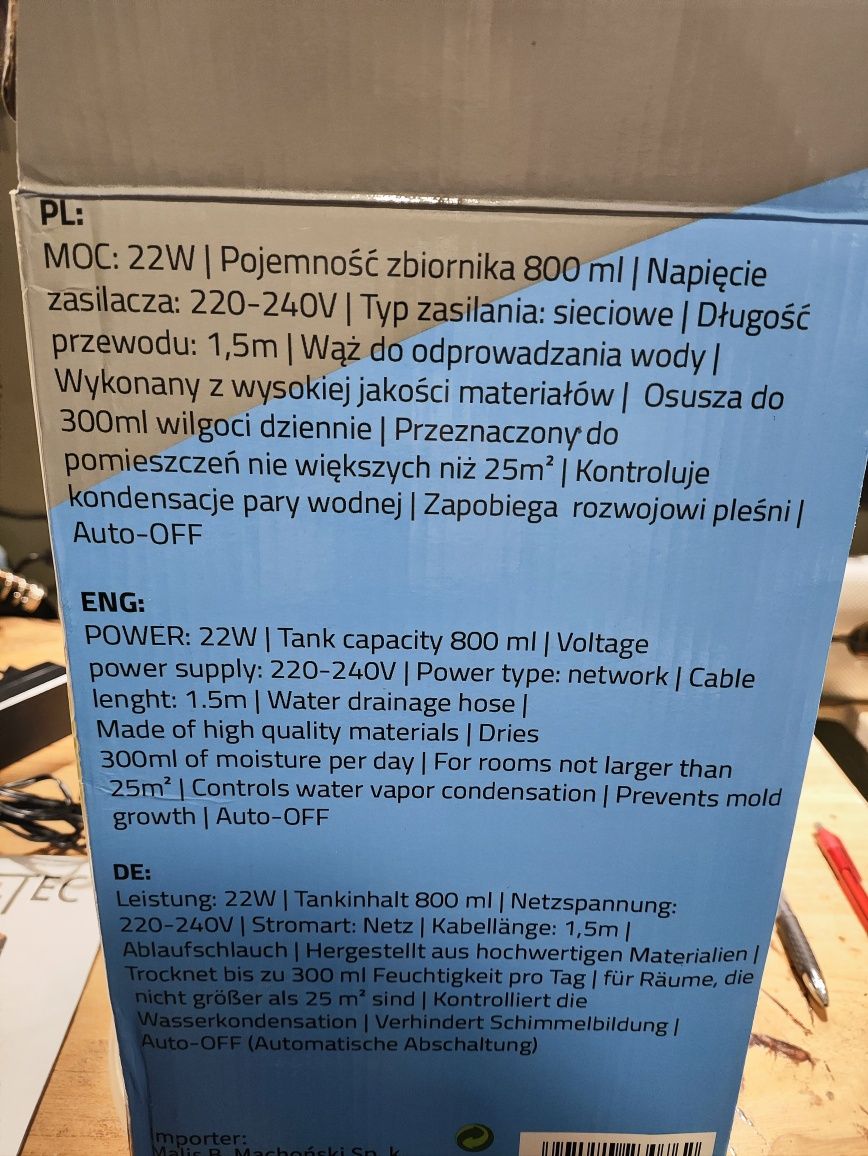 PL:
MOC: 22W | Pojemność zbiornika 800 ml | Napięcie
zasilacza: 220-240V | Typ zasilania: sieciowe | Długość
przewodu: 1,5m | Wąż do odprowadzania wody |
Wykonany z wysokiej jakości materiałów | Osusza do
300ml wilgoci dziennie | Przeznaczony do
pomieszczeń nie większych niż 25m² | Kontroluje
kondensacje pary wodnej | Zapobiega rozwojowi pleśni |
Auto-OFF
ENG:
POWER: 22W | Tank capacity 800 ml | Voltage
power supply: 220-240V | Power type: network | Cable
lenght: 1.5m | Water drainage hose |
Made of high quality materials | Dries
300ml of moisture per day | For rooms not larger than
25m² | Controls water vapor condensation | Prevents mold
growth | Auto-OFF
DE:
Leistung: 22W | Tankinhalt 800 ml | Netzspannung:
220-240V | Stromart: Netz | Kabellänge: 1,5m |
Ablaufschlauch | Hergestellt aus hochwertigen Materialien |
Trocknet bis zu 300 ml Feuchtigkeit pro Tag | für Räume, die
nicht größer als 25 m² sind | Kontrolliert die
Wasserkondensation | Verhindert Schimmelbildung |
Auto-OFF (Automatische Abschaltung)
mporter:
Malis B. Machoński Sp. k.